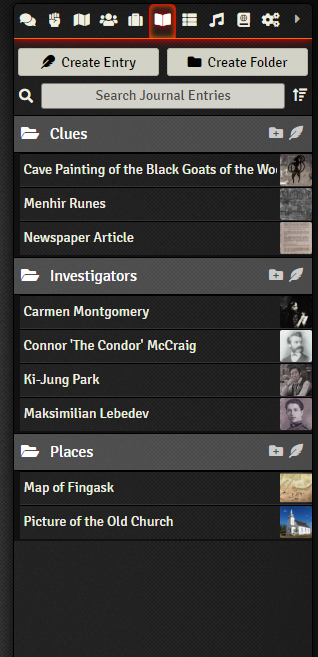 Create Entry
Create Folder
Search Journal Entries
Clues
Cave Painting of the Black Goats of the Woo
Menhir Runes
Newspaper Article
Investigators
Carmen Montgomery
Connor 'The Condor' McCraig
Ki-Jung Park
Maksimilian Lebedev
Places
Map of Fingask
Picture of the Old Church